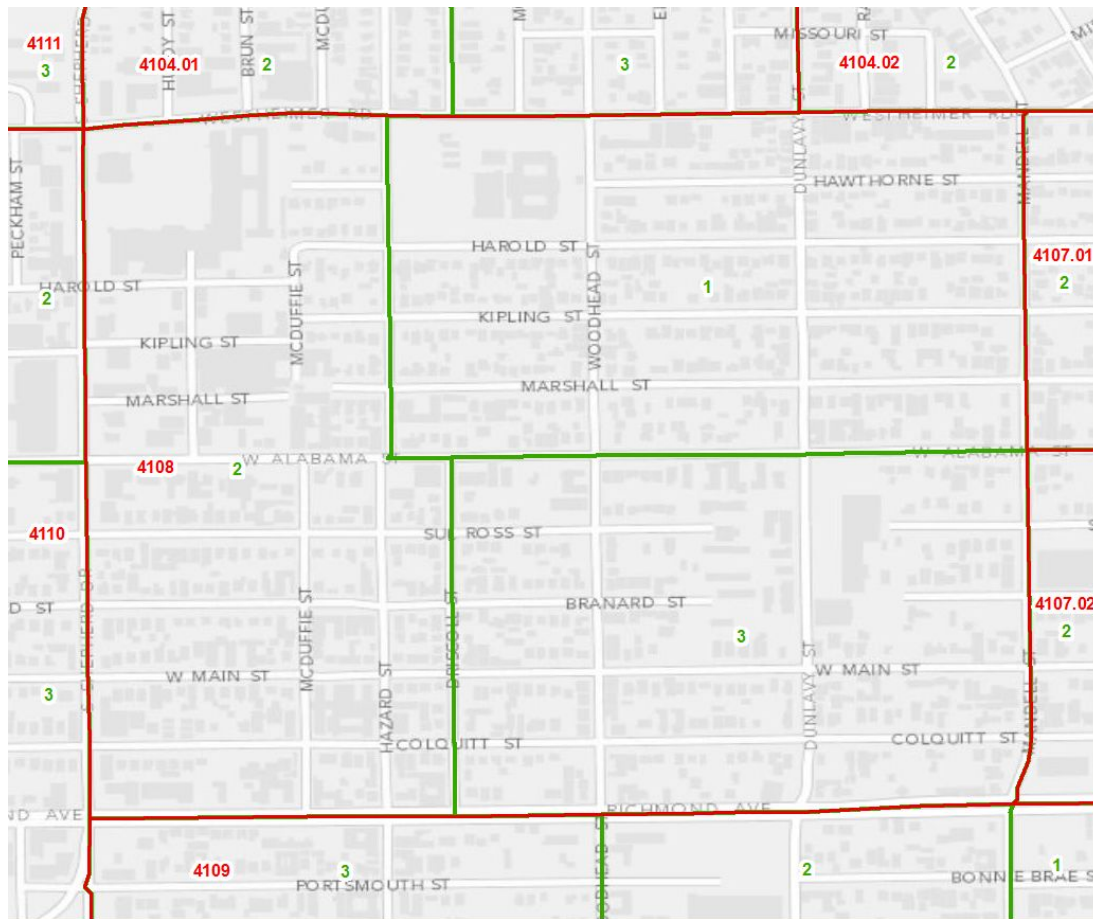 4111
3
S SHEPHERD
4104.01
BRUN ST
2
3
MISSOURI ST
4104.02
2
WESTHEIMER RD
DUNLAVY ST
WESTHEIMER RD
MANDELL ST
PECKHAM ST
HAWTHORNE ST
HAROLD ST
WOODHEAD ST
4107.01
2
2
HAROLD ST
MCDUFFIE ST
1
KIPLING ST
KIPLING ST
MARSHALL ST
MARSHALL ST
4108
2
W ALABAMA ST
W ALABAMA ST
4110
SUL ROSS ST
S SHEPHERD DR
D ST
MCDUFFIE ST
DRISCOLL ST
BRANARD ST
4107.02
2
3
3
W MAIN ST
HAZARD ST
DUNLAVY ST
W MAIN ST
MANDELL ST
COLQUITT ST
COLQUITT ST
ND AVE
RICHMOND AVE
4109
3
PORTSMOUTH ST
2
1
BONNIE BRAE S